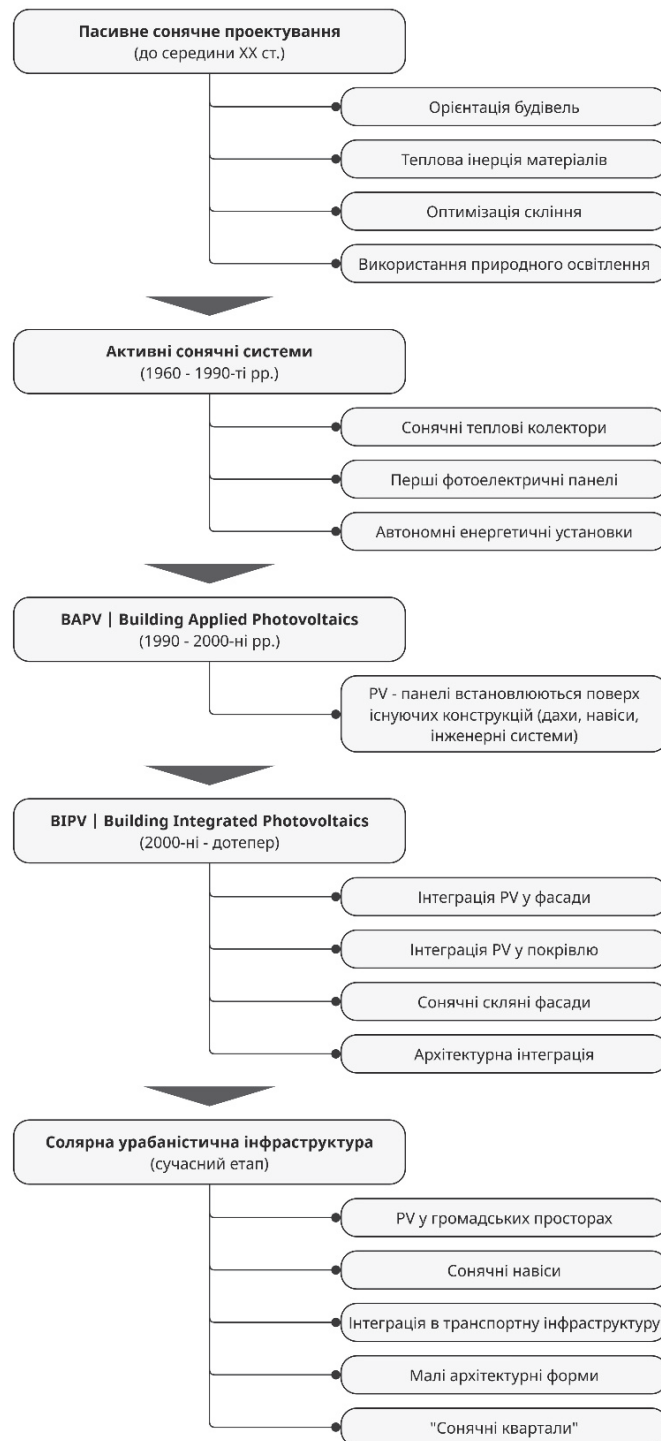 Пасивне сонячне проектування
(до середини XX ст.)
Орієнтація будівель
Теплова інерція матеріалів
Оптимізація скління
Використання природного освітлення
Активні сонячні системи
(1960 - 1990-ті рр.)
Сонячні теплові колектори
Перші фотоелектричні панелі
Автономні енергетичні установки
BAPV | Building Applied Photovoltaics
(1990 - 2000-ні рр.)
PV - панелі встановлюються поверх
існуючих конструкцій (дахи, навіси,
інженерні системи)
BIPV | Building Integrated Photovoltaics
(2000-ні - дотепер)
Інтеграція PV у фасади
Інтеграція PV у покрівлю
Сонячні скляні фасади
Архітектурна інтеграція
Солярна урабаністична інфраструктура
(сучасний етап)
PV у громадських просторах
Сонячні навіси
Інтеграція в транспортну інфраструктуру
Малі архітектурні форми
"Сонячні квартали"